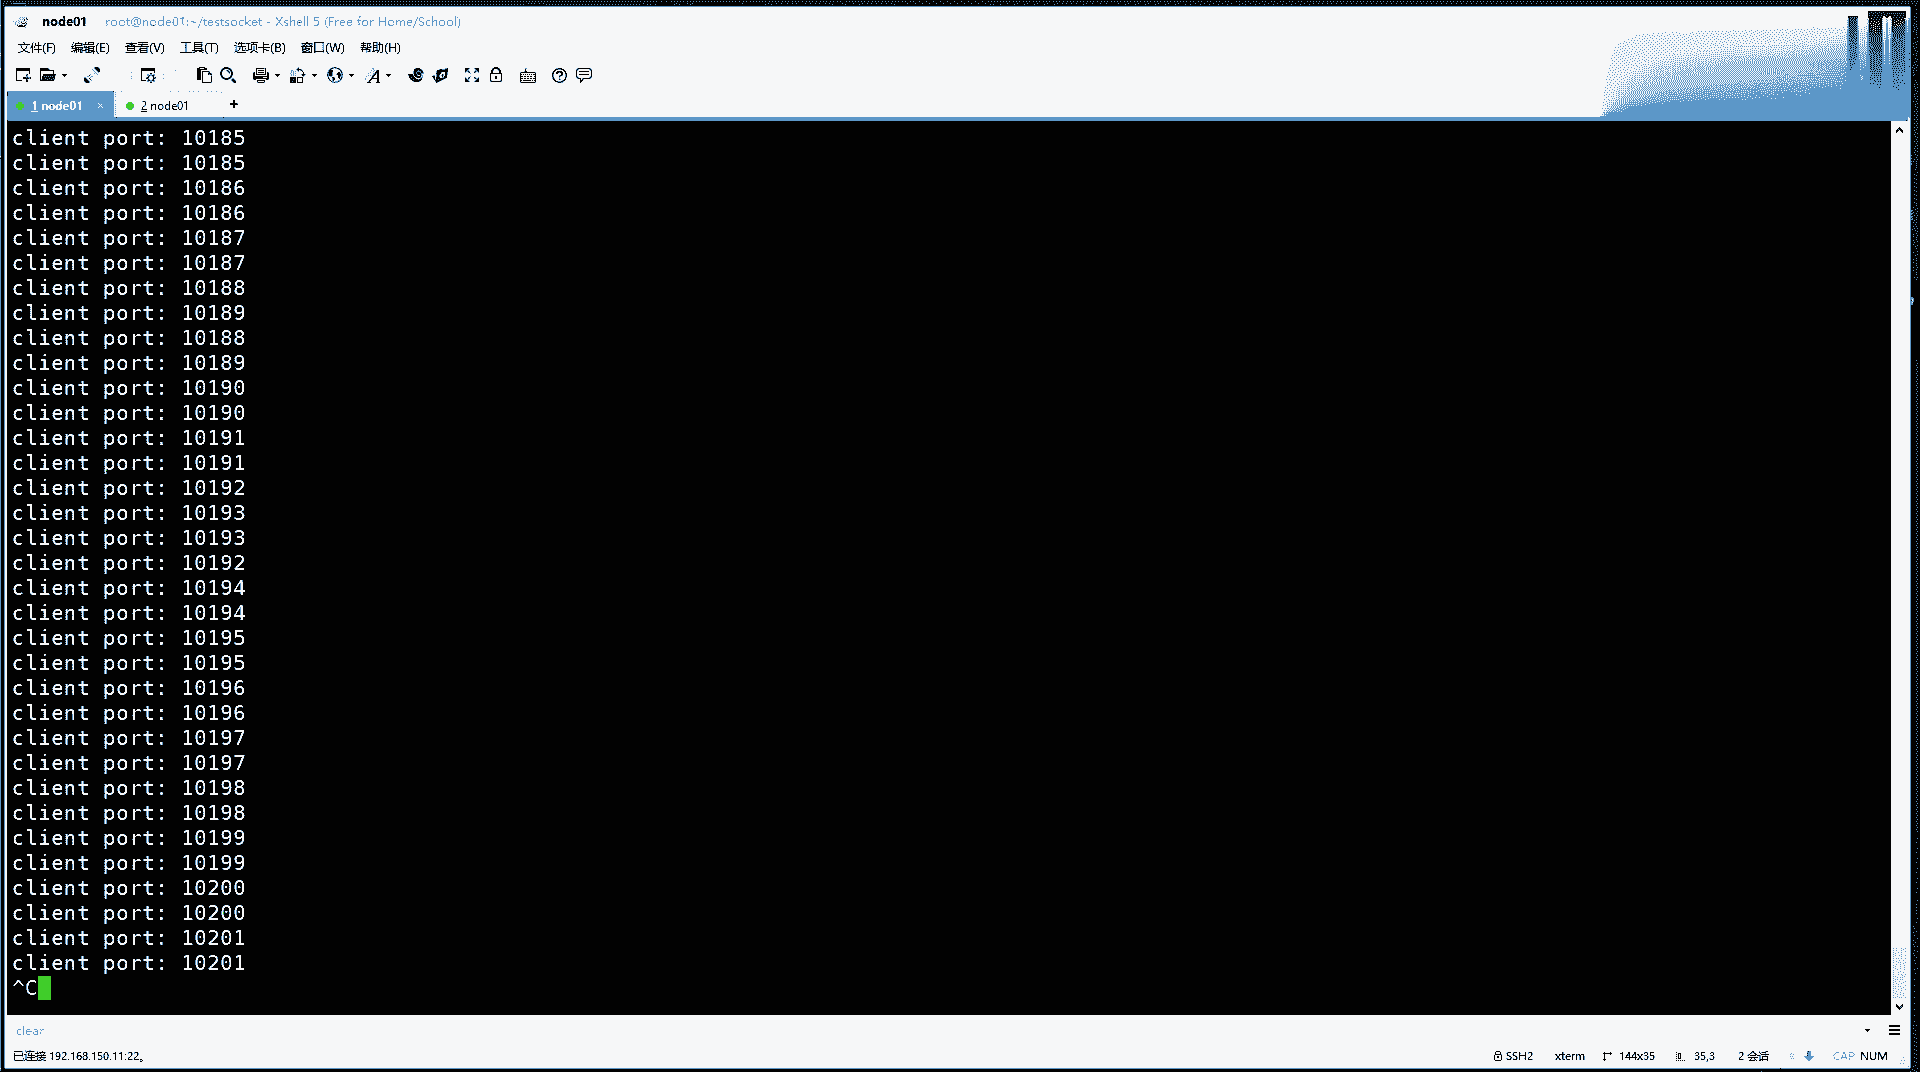 node01 root@node01:~/testsocket - Xshell 5 (Free for Home/School)
文件(F) 编辑(E) 查看(V) 工具(T) 选项卡(B) 窗口(W) 帮助(H)
1 node01 × 2 node01 +
client port: 10185
client port: 10185
client port: 10186
client port: 10186
client port: 10187
client port: 10187
client port: 10188
client port: 10189
client port: 10188
client port: 10189
client port: 10190
client port: 10190
client port: 10191
client port: 10191
client port: 10192
client port: 10193
client port: 10193
client port: 10192
client port: 10194
client port: 10194
client port: 10195
client port: 10195
client port: 10196
client port: 10196
client port: 10197
client port: 10197
client port: 10198
client port: 10198
client port: 10199
client port: 10199
client port: 10200
client port: 10200
client port: 10201
client port: 10201
^C
clear
已连接 192.168.150.11:22。 SSH2 xterm 144x35 35,3 2 会话 CAP NUM